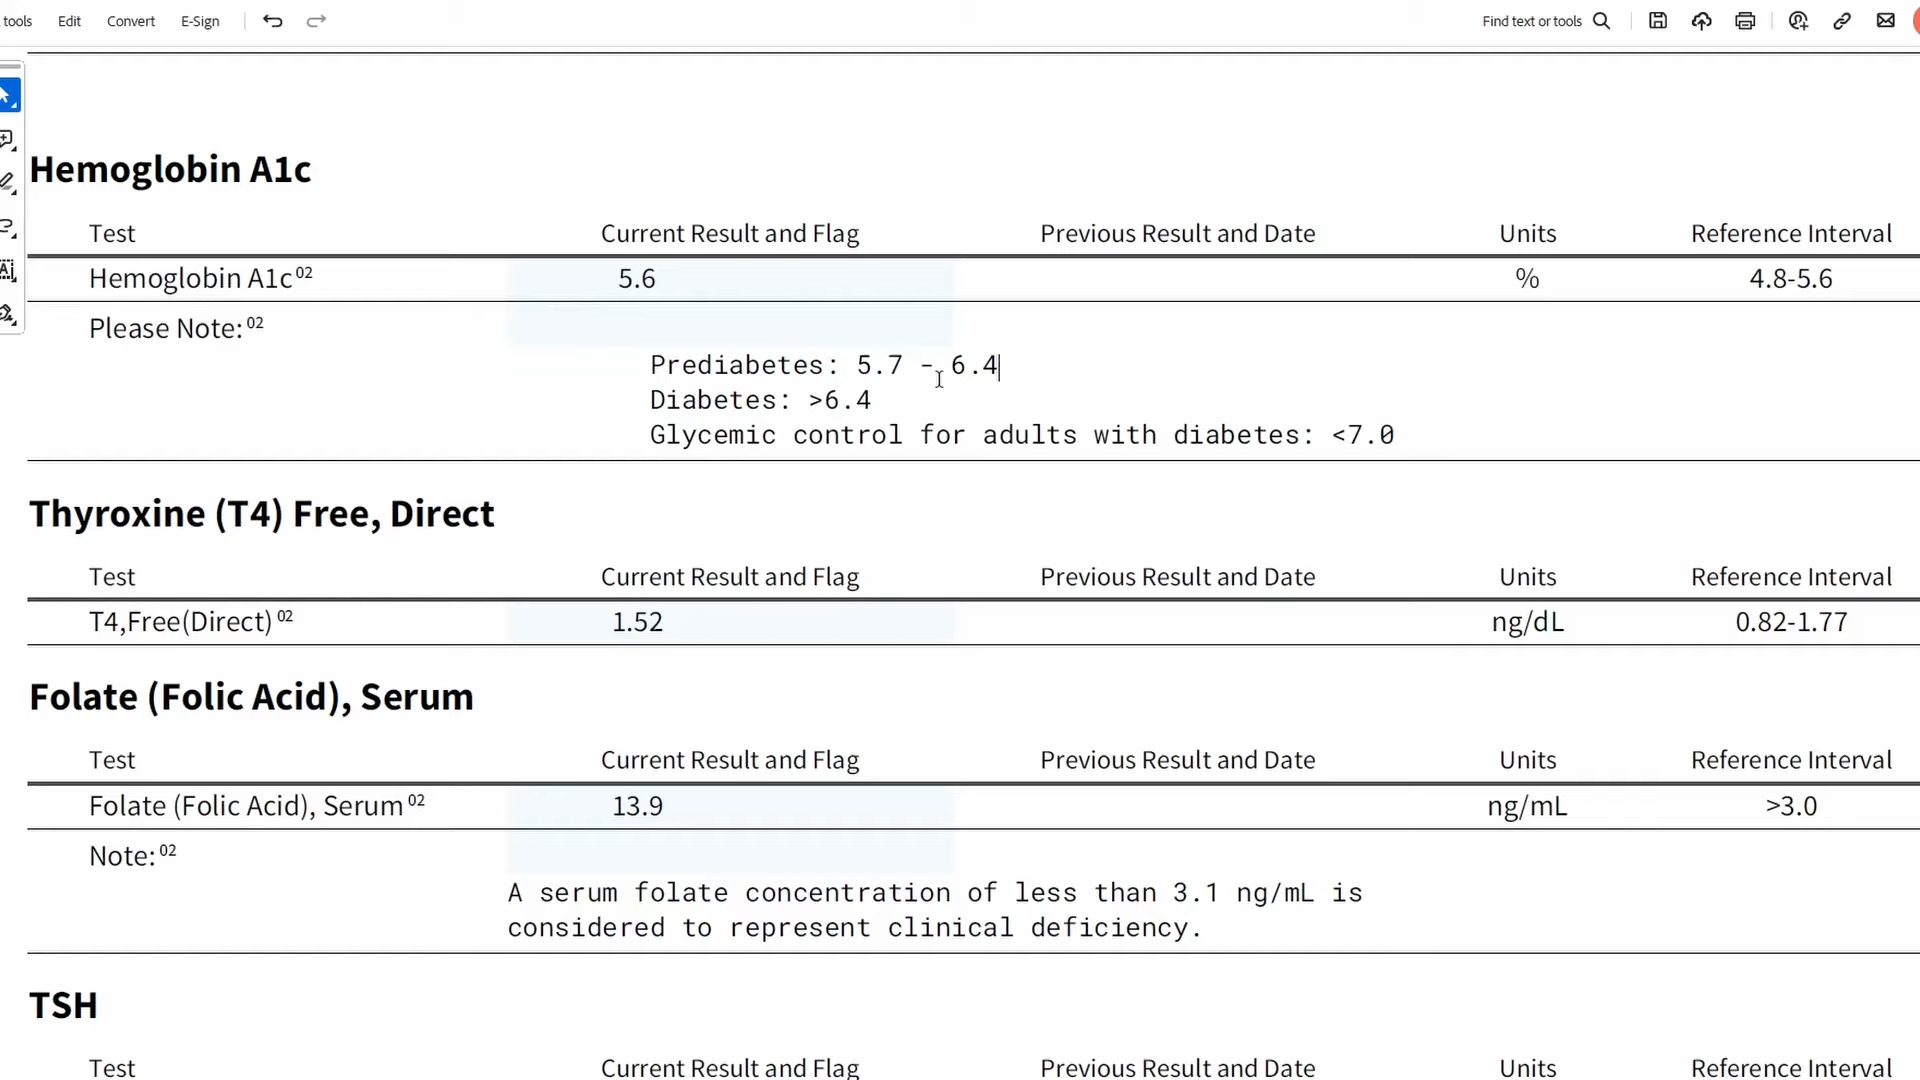 tools Edit Convert E-Sign Find text or tools
Hemoglobin A1c
Test Current Result and Flag Previous Result and Date Units Reference Interval
Hemoglobin A1c 02 5.6 % 4.8-5.6
Please Note: 02
Prediabetes: 5.7 - 6.4
Diabetes: >6.4
Glycemic control for adults with diabetes: <7.0
Thyroxine (T4) Free, Direct
Test Current Result and Flag Previous Result and Date Units Reference Interval
T4,Free(Direct) 02 1.52 ng/dL 0.82-1.77
Folate (Folic Acid), Serum
Test Current Result and Flag Previous Result and Date Units Reference Interval
Folate (Folic Acid), Serum 02 13.9 ng/mL >3.0
Note: 02
A serum folate concentration of less than 3.1 ng/mL is
considered to represent clinical deficiency.
TSH
Test Current Result and Flag Previous Result and Date Units Reference Interval